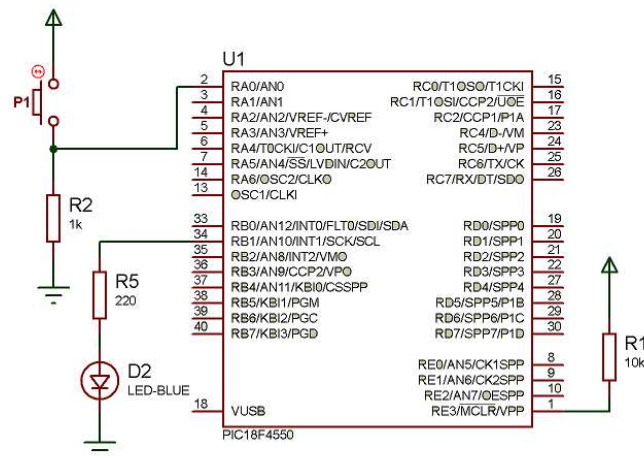 U1
P1
R2
1k
R5
220
D2
LED-BLUE
2 RA0/AN0
3 RA1/AN1
4 RA2/AN2/VREF-/CVREF
5 RA3/AN3/VREF+
6 RA4/T0CKI/C1OUT/RCV
7 RA5/AN4/SS/LVDIN/C2OUT
14 RA6/OSC2/CLKO
13 OSC1/CLKI
33 RB0/AN12/INT0/FLT0/SDI/SDA
34 RB1/AN10/INT1/SCK/SCL
35 RB2/AN8/INT2/VMO
36 RB3/AN9/CCP2/VPO
37 RB4/AN11/KBI0/CSSPP
38 RB5/KBI1/PGM
39 RB6/KBI2/PGC
40 RB7/KBI3/PGD
18 VUSB
RC0/T1OSO/T1CKI 15
RC1/T1OSI/CCP2/UOE 16
RC2/CCP1/P1A 17
RC4/D-/VM 23
RC5/D+/VP 24
RC6/TX/CK 25
RC7/RX/DT/SDO 26
RD0/SPP0 19
RD1/SPP1 20
RD2/SPP2 21
RD3/SPP3 22
RD4/SPP4 27
RD5/SPP5/P1B 28
RD6/SPP6/P1C 29
RD7/SPP7/P1D 30
RE0/AN5/CK1SPP 8
RE1/AN6/CK2SPP 9
RE2/AN7/OESPP 10
RE3/MCLR/VPP 1
PIC18F4550
R1
10k